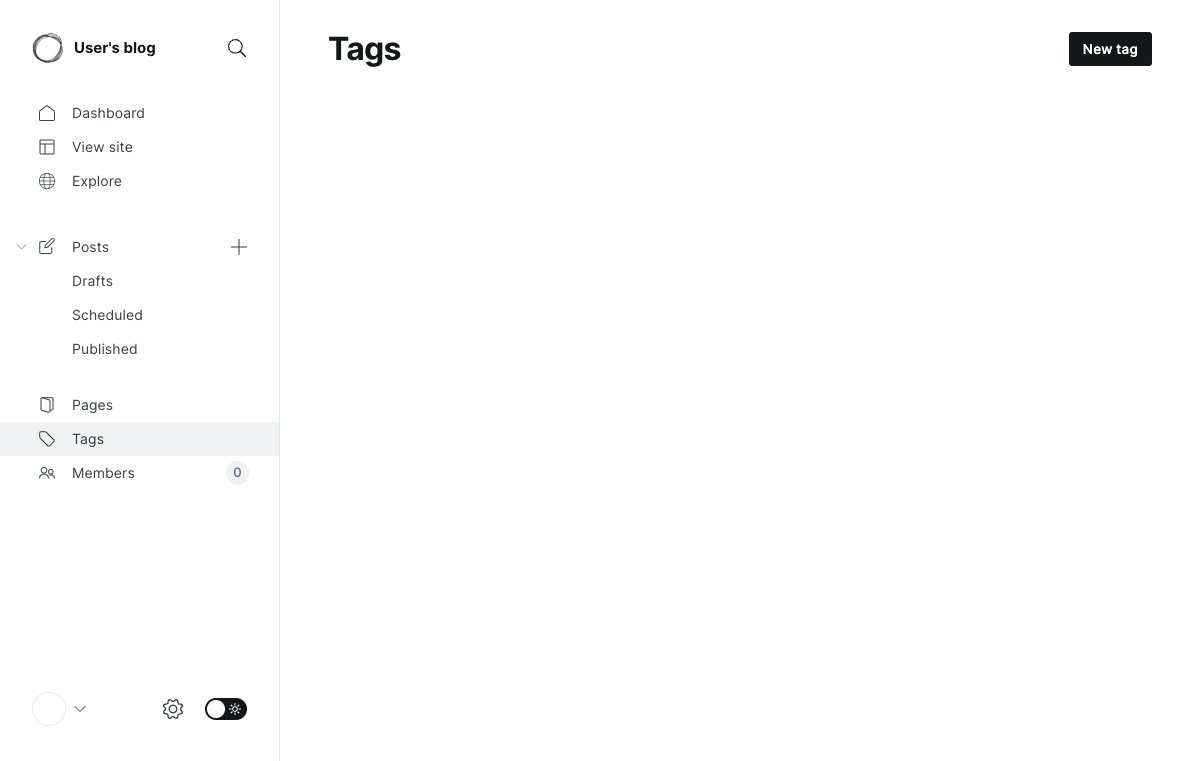 User's blog
Dashboard
View site
Explore
Posts
Drafts
Scheduled
Published
Pages
Tags
Members 0
Tags
New tag